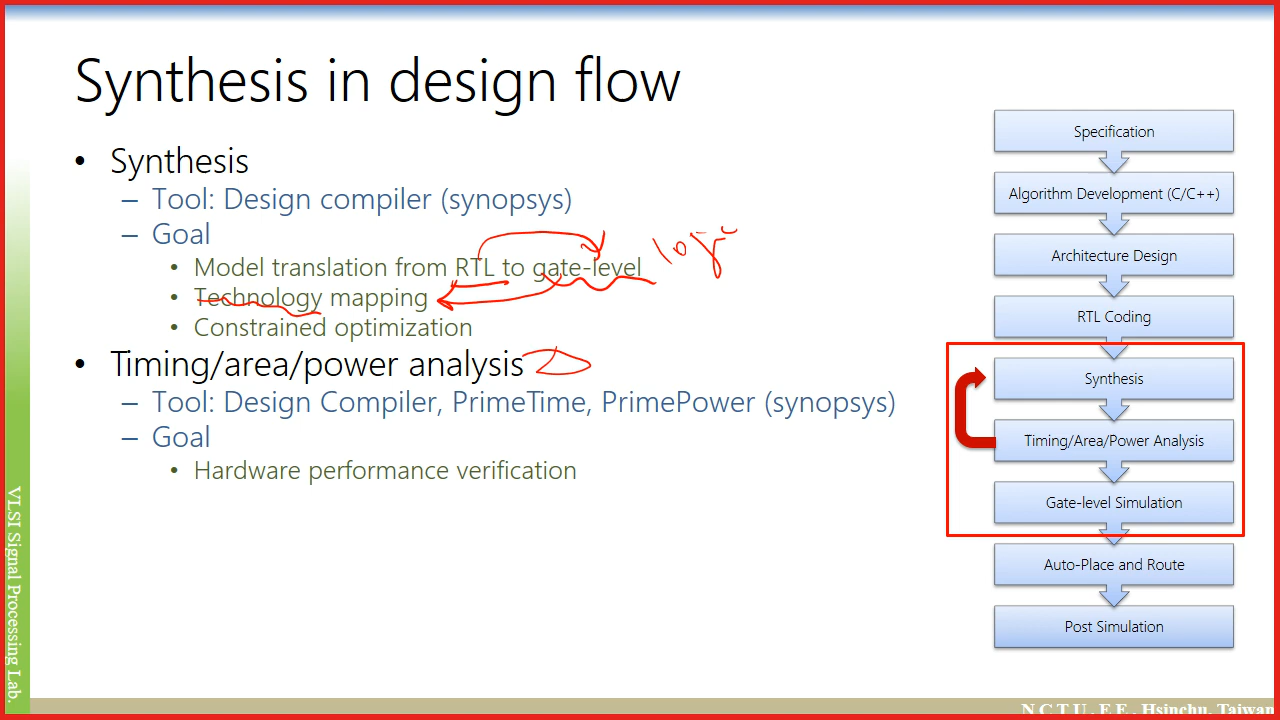 Synthesis in design flow
• Synthesis
– Tool: Design compiler (synopsys)
– Goal
• Model translation from RTL to gate-level
logic
• Technology mapping
• Constrained optimization
• Timing/area/power analysis
– Tool: Design Compiler, PrimeTime, PrimePower (synopsys)
– Goal
• Hardware performance verification
Specification
Algorithm Development (C/C++)
Architecture Design
RTL Coding
Synthesis
Timing/Area/Power Analysis
Gate-level Simulation
Auto-Place and Route
Post Simulation
VLSI Signal Processing Lab.
N C T U . E E . Hsinchu, Taiwan